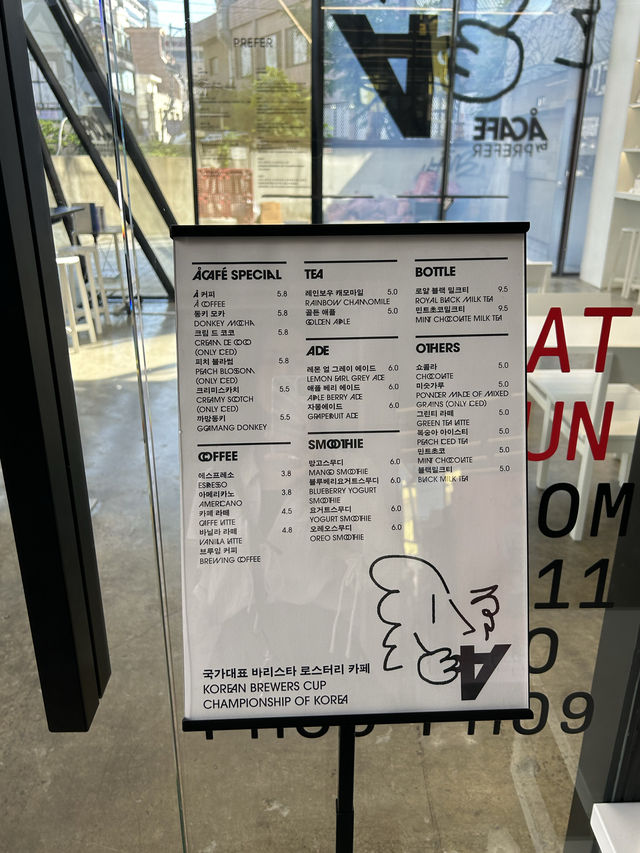 PREFER
ÅCAFE
by PREFER
ÅCAFÉ SPECIAL
Å 커피 5.8
Å COFFEE
동키 모카 5.8
DONKEY MOCHA
크림 드 코코 5.8
CREAM DE COCO
(ONLY ICED)
피치 블라썸 5.8
PEACH BLOSSOM
(ONLY ICED)
크리미스카치 5.5
CREAMY SCOTCH
(ONLY ICED)
까망동키 5.5
GGAMANG DONKEY
COFFEE
에스프레소 3.8
ESPRESSO
아메리카노 3.8
AMERICANO
카페 라떼 4.5
CAFFE LATTE
바닐라 라떼 4.8
VANILLA LATTE
브루잉 커피
BREWING COFFEE
TEA
레인보우 캐모마일 5.0
RAINBOW CHAMOMILE
골든 애플 5.0
GOLDEN APPLE
ADE
레몬 얼 그레이 에이드 6.0
LEMON EARL GREY ADE
애플 베리 에이드 6.0
APPLE BERRY ADE
자몽에이드 6.0
GRAPEFRUIT ADE
SMOOTHIE
망고스무디 6.0
MANGO SMOOTHIE
블루베리요거트스무디 6.0
BLUEBERRY YOGURT
SMOOTHIE
요거트스무디 6.0
YOGURT SMOOTHIE
오레오스무디 6.0
OREO SMOOTHIE
BOTTLE
로얄 블랙 밀크티 9.5
ROYAL BLACK MILK TEA
민트초코밀크티 9.5
MINT CHOCOLATE MILK TEA
OTHERS
쇼콜라 5.0
CHOCOLATE
미숫가루 5.0
POWDER MADE OF MIXED
GRAINS (ONLY ICED)
그린티 라떼 5.0
GREEN TEA LATTE
복숭아 아이스티 5.0
PEACH ICED TEA
민트초코 5.0
MINT CHOCOLATE
블랙밀크티 5.0
BLACK MILK TEA
국가대표 바리스타 로스터리 카페
KOREAN BREWERS CUP
CHAMPIONSHIP OF KOREA
A
AT
UN
OM
11
0